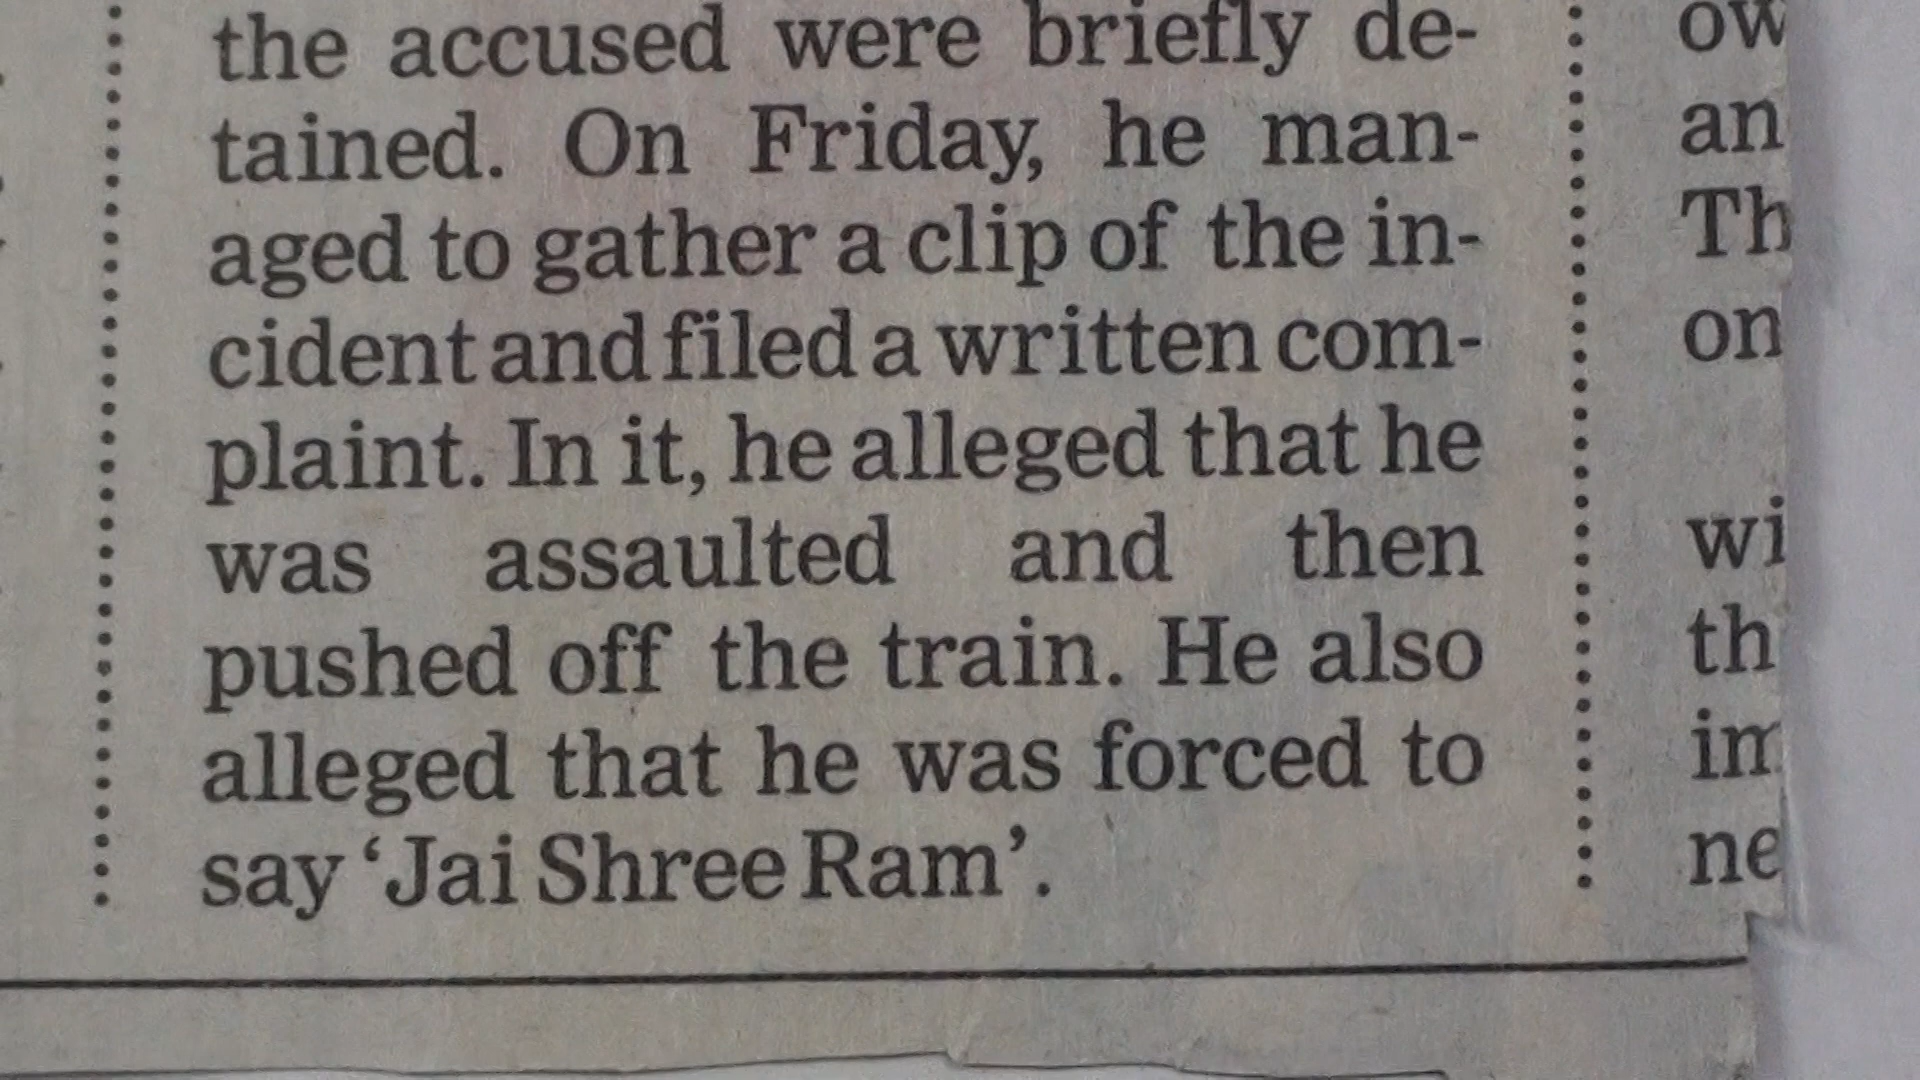 the accused were briefly de-
tained. On Friday, he man-
aged to gather a clip of the in-
cident and filed a written com-
plaint. In it, he alleged that he
was assaulted and then
pushed off the train. He also
alleged that he was forced to
say ‘Jai Shree Ram’.